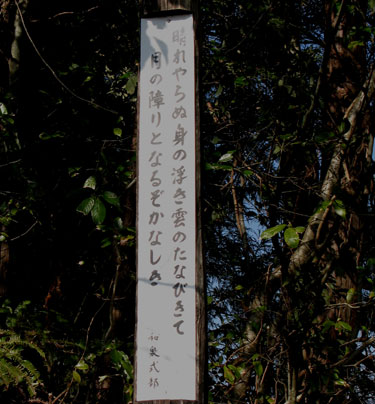 晴れやらぬ身の浮き雲のたなびきて
月の障りとなるぞかなしき
和泉式部